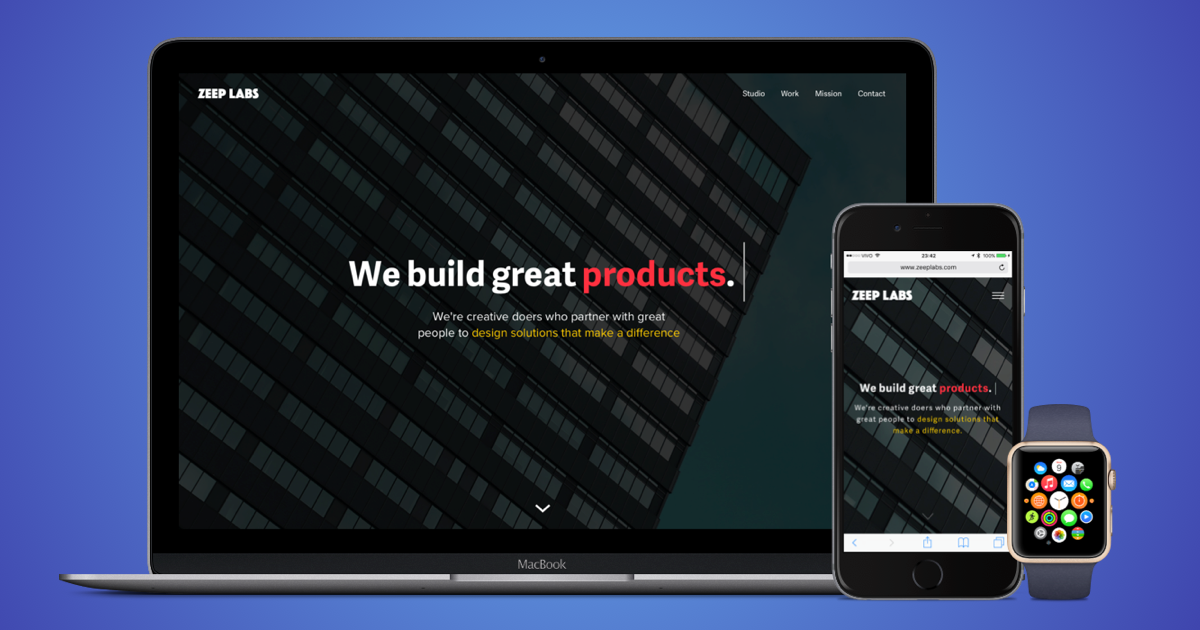 ZEEP LABS
Studio Work Mission Contact
We build great products.
We're creative doers who partner with great
people to design solutions that make a difference
MacBook
VIVO 23:42 100%
www.zeeplabs.com
ZEEP LABS
We build great products.
We're creative doers who partner with
great people to design solutions that
make a difference.
9